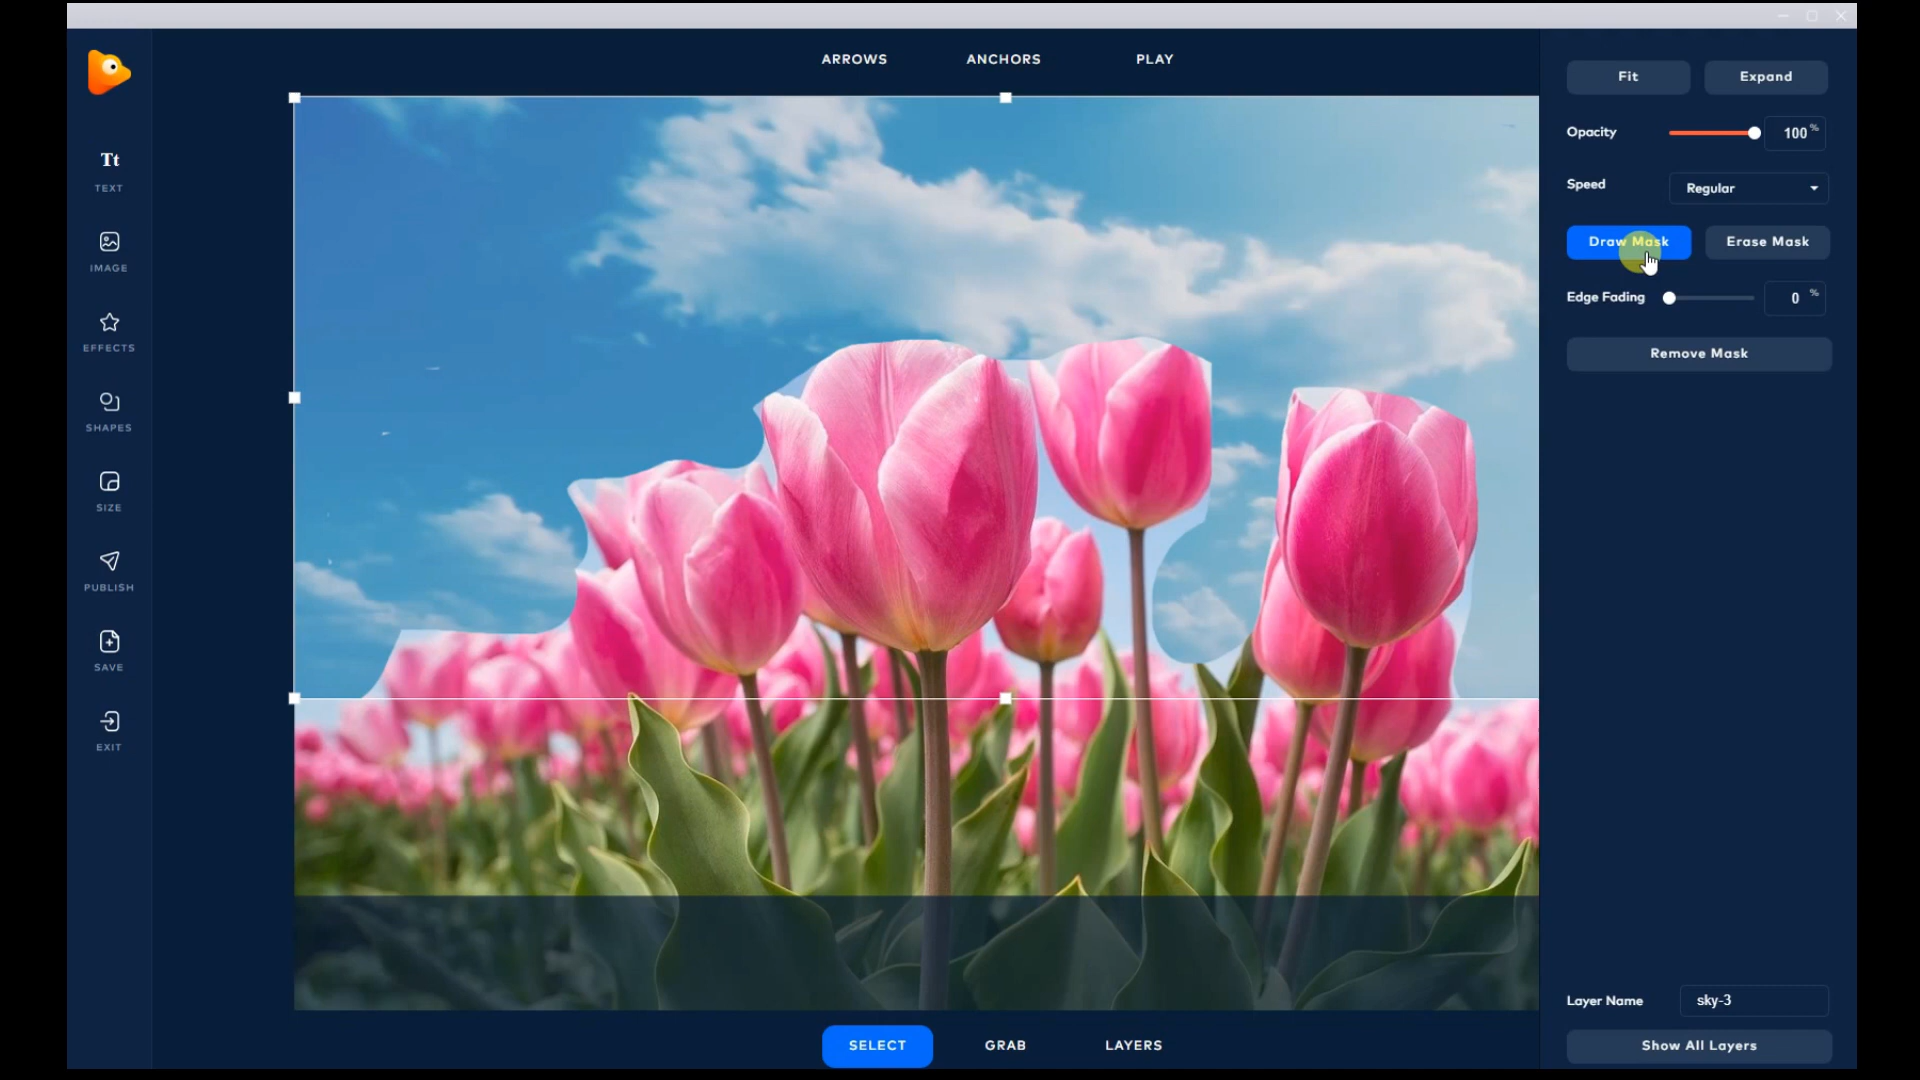 ARROWS ANCHORS PLAY
Tt
TEXT
IMAGE
EFFECTS
SHAPES
SIZE
PUBLISH
SAVE
EXIT
Fit Expand
Opacity 100 %
Speed Regular
Draw Mask Erase Mask
Edge Fading 0 %
Remove Mask
Layer Name sky-3
Show All Layers
SELECT GRAB LAYERS